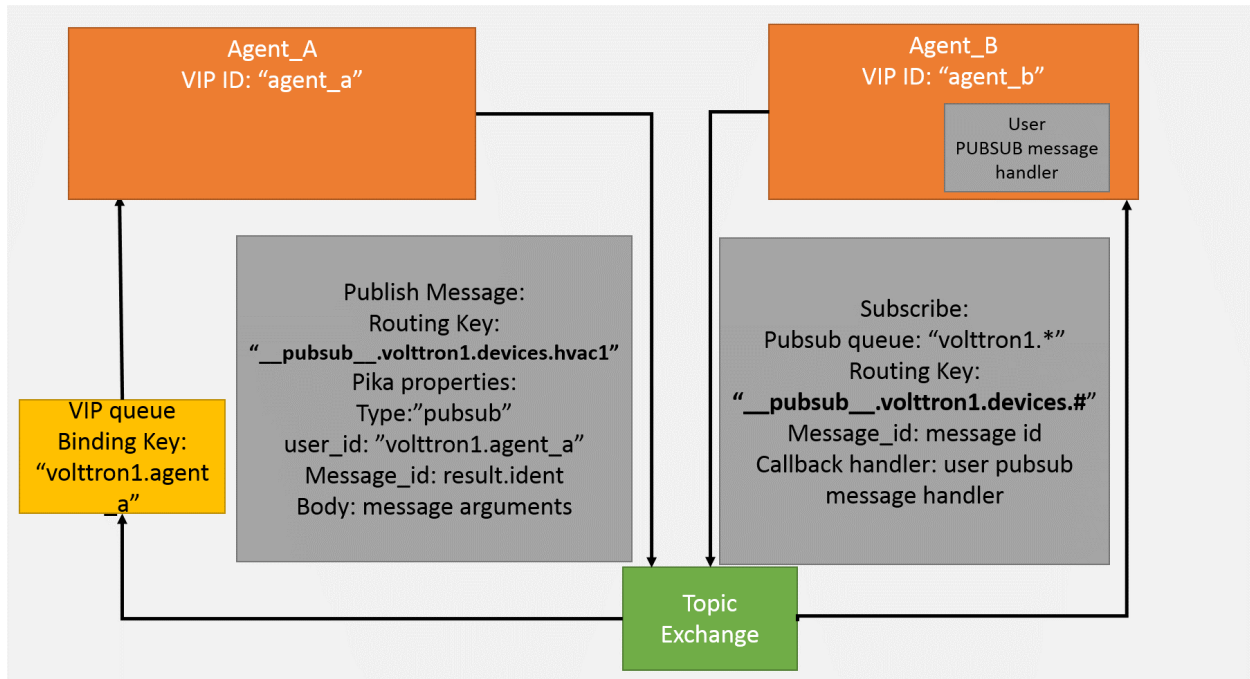 Agent_A
VIP ID: “agent_a”
Agent_B
VIP ID: “agent_b”
User
PUBSUB message
handler
Publish Message:
Routing Key:
“__pubsub__.volttron1.devices.hvac1”
Pika properties:
Type:”pubsub”
user_id: ”volttron1.agent_a”
Message_id: result.ident
Body: message arguments
Subscribe:
Pubsub queue: “volttron1.*”
Routing Key:
“__pubsub__.volttron1.devices.#”
Message_id: message id
Callback handler: user pubsub
message handler
VIP queue
Binding Key:
“volttron1.agent
_a”
Topic
Exchange